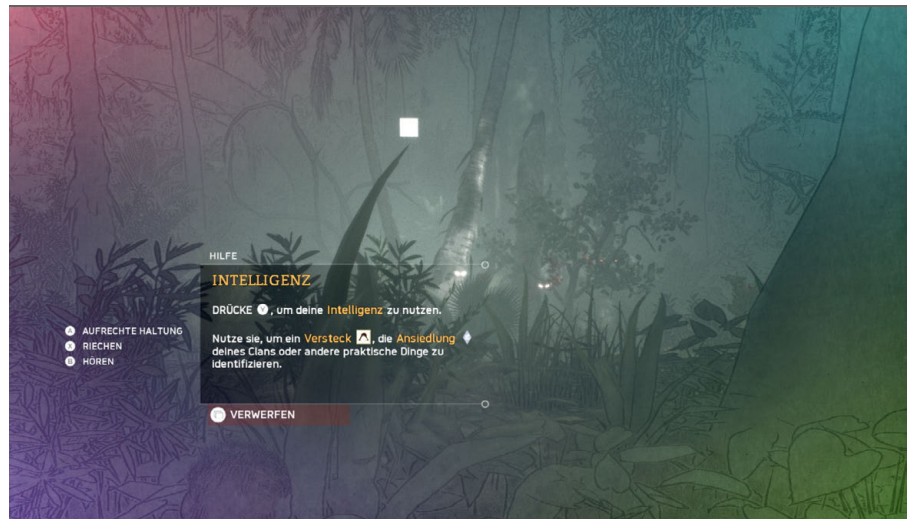 HILFE
INTELLIGENZ
DRÜCKE Y, um deine Intelligenz zu nutzen.
Nutze sie, um ein Versteck, die Ansiedlung
deines Clans oder andere praktische Dinge zu
identifizieren.
A AUFRECHTE HALTUNG
X RIECHEN
B HÖREN
VERWERFEN